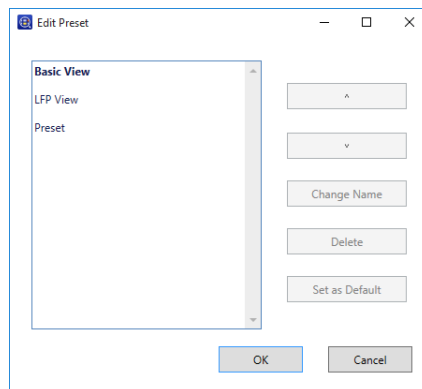 Edit Preset
Basic View
LFP View
Preset
^
v
Change Name
Delete
Set as Default
OK
Cancel